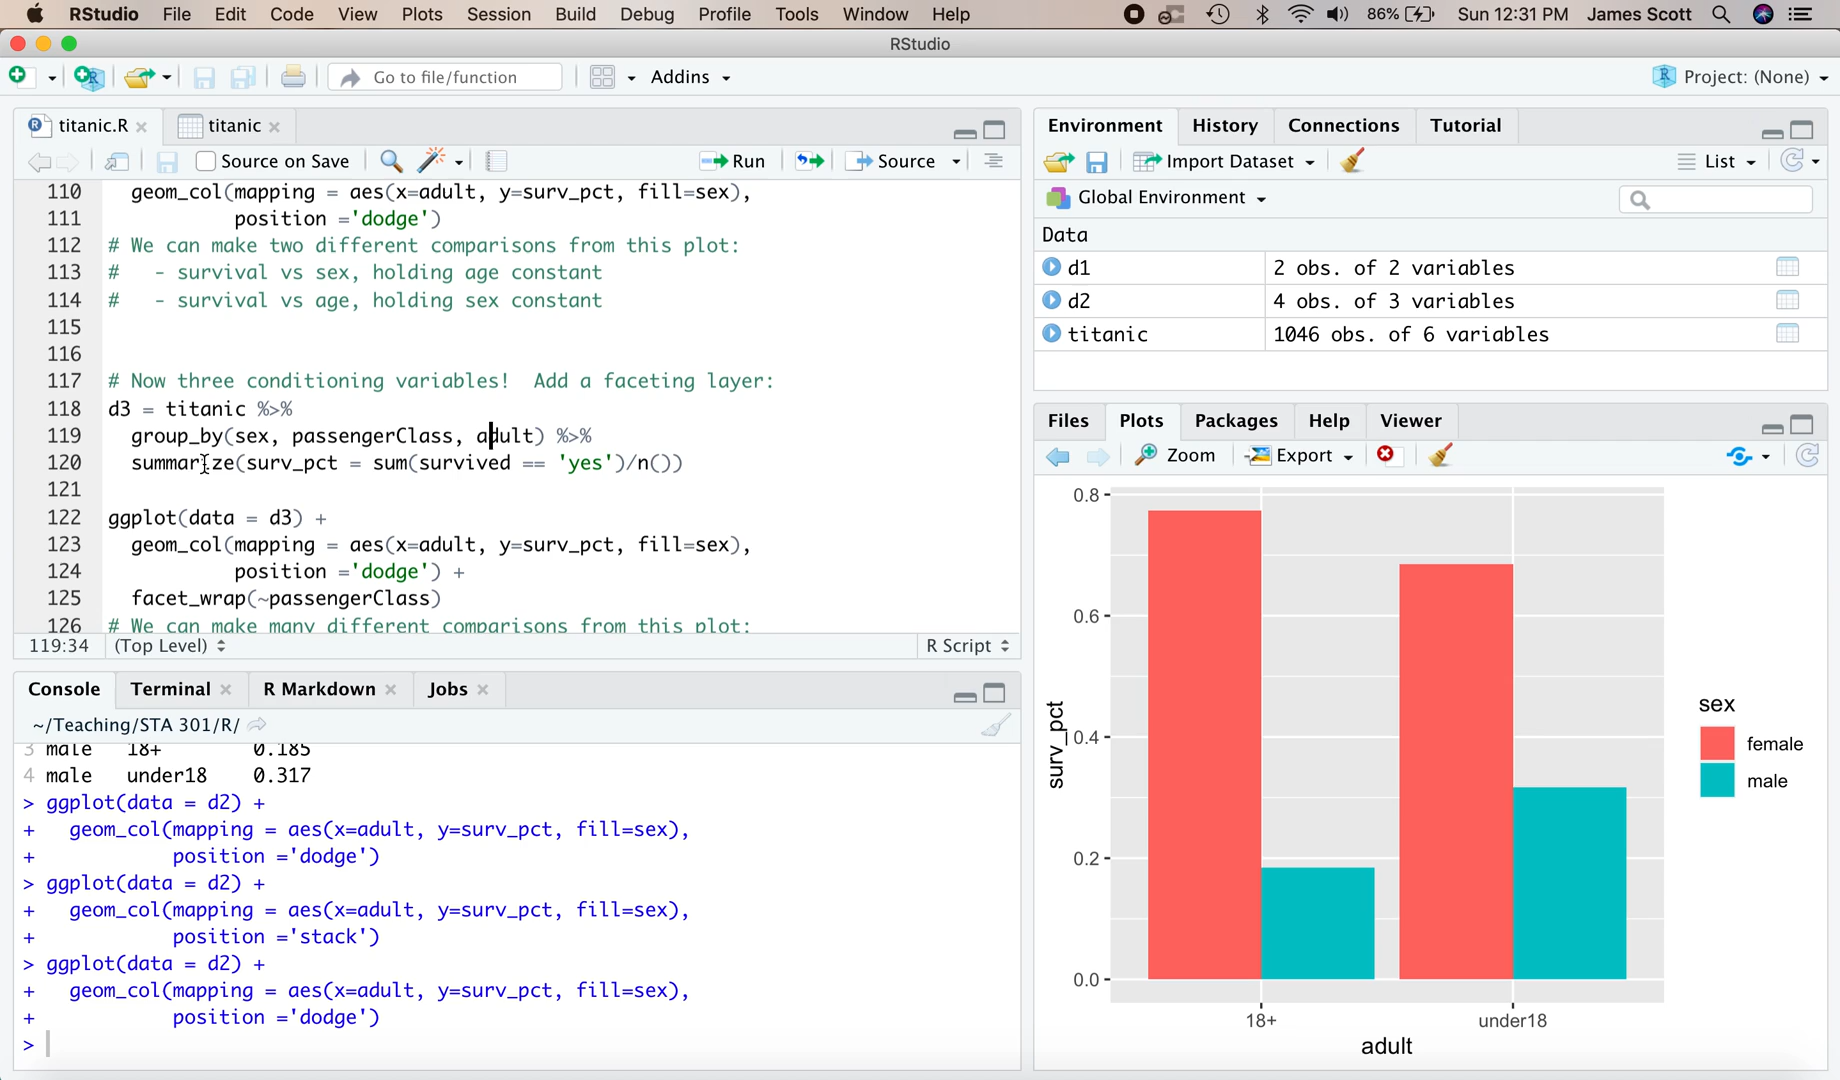 RStudio File Edit Code View Plots Session Build Debug Profile Tools Window Help 86% Sun 12:31 PM James Scott
RStudio
Go to file/function Addins Project: (None)
titanic.R titanic
Source on Save Run Source
110 geom_col(mapping = aes(x=adult, y=surv_pct, fill=sex),
111 position ='dodge')
112 # We can make two different comparisons from this plot:
113 # - survival vs sex, holding age constant
114 # - survival vs age, holding sex constant
115
116
117 # Now three conditioning variables! Add a faceting layer:
118 d3 = titanic %>%
119 group_by(sex, passengerClass, adult) %>%
120 summarize(surv_pct = sum(survived == 'yes')/n())
121
122 ggplot(data = d3) +
123 geom_col(mapping = aes(x=adult, y=surv_pct, fill=sex),
124 position ='dodge') +
125 facet_wrap(~passengerClass)
126 # We can make many different comparisons from this plot:
119:34 (Top Level) R Script
Console Terminal R Markdown Jobs
~/Teaching/STA 301/R/
3 male 18+ 0.185
4 male under18 0.317
> ggplot(data = d2) +
+ geom_col(mapping = aes(x=adult, y=surv_pct, fill=sex),
+ position ='dodge')
> ggplot(data = d2) +
+ geom_col(mapping = aes(x=adult, y=surv_pct, fill=sex),
+ position ='stack')
> ggplot(data = d2) +
+ geom_col(mapping = aes(x=adult, y=surv_pct, fill=sex),
+ position ='dodge')
>
Environment History Connections Tutorial
Import Dataset List
Global Environment
Data
d1 2 obs. of 2 variables
d2 4 obs. of 3 variables
titanic 1046 obs. of 6 variables
Files Plots Packages Help Viewer
Zoom Export
0.8
0.6
0.4
0.2
0.0
surv_pct
18+ under18
adult
sex
female
male